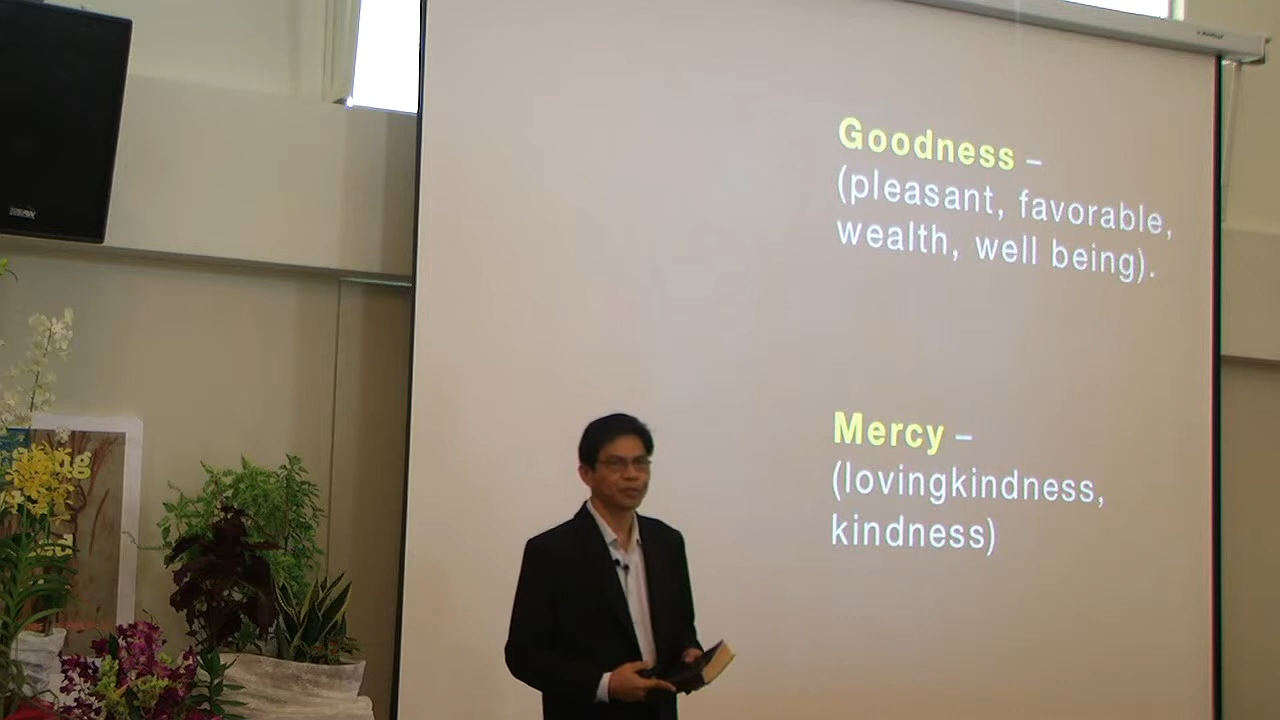 Goodness –
(pleasant, favorable,
wealth, well being).
Mercy –
(lovingkindness,
kindness)